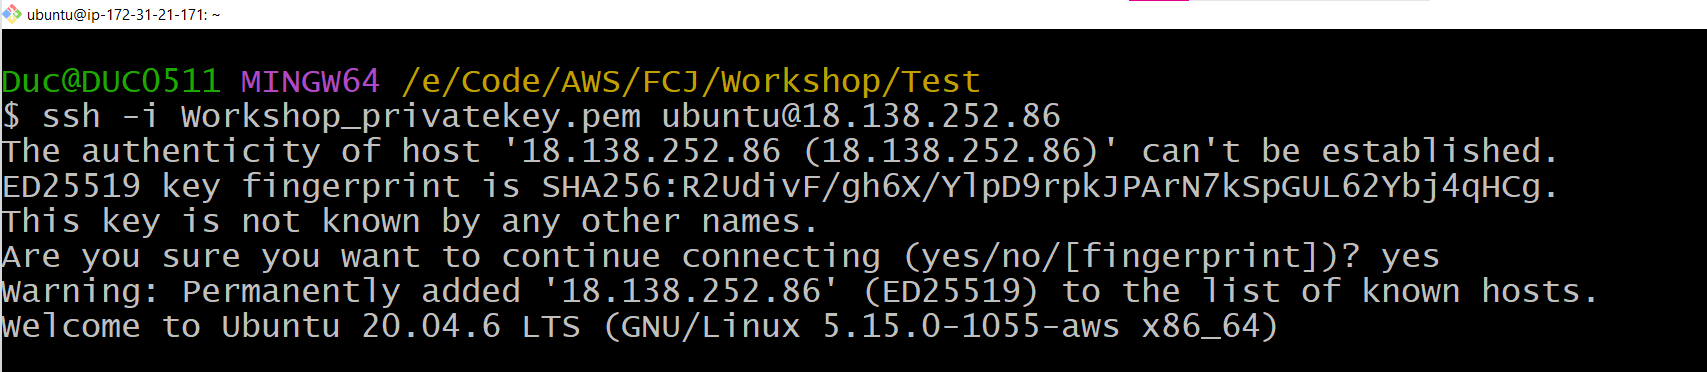 ubuntu@ip-172-31-21-171: ~
Duc@DUC0511 MINGW64 /e/Code/AWS/FCJ/Workshop/Test
$ ssh -i Workshop_privatekey.pem ubuntu@18.138.252.86
The authenticity of host '18.138.252.86 (18.138.252.86)' can't be established.
ED25519 key fingerprint is SHA256:R2UdivF/gh6X/YlpD9rpkJPArN7kSpGUL62Ybj4qHCg.
This key is not known by any other names.
Are you sure you want to continue connecting (yes/no/[fingerprint])? yes
Warning: Permanently added '18.138.252.86' (ED25519) to the list of known hosts.
Welcome to Ubuntu 20.04.6 LTS (GNU/Linux 5.15.0-1055-aws x86_64)